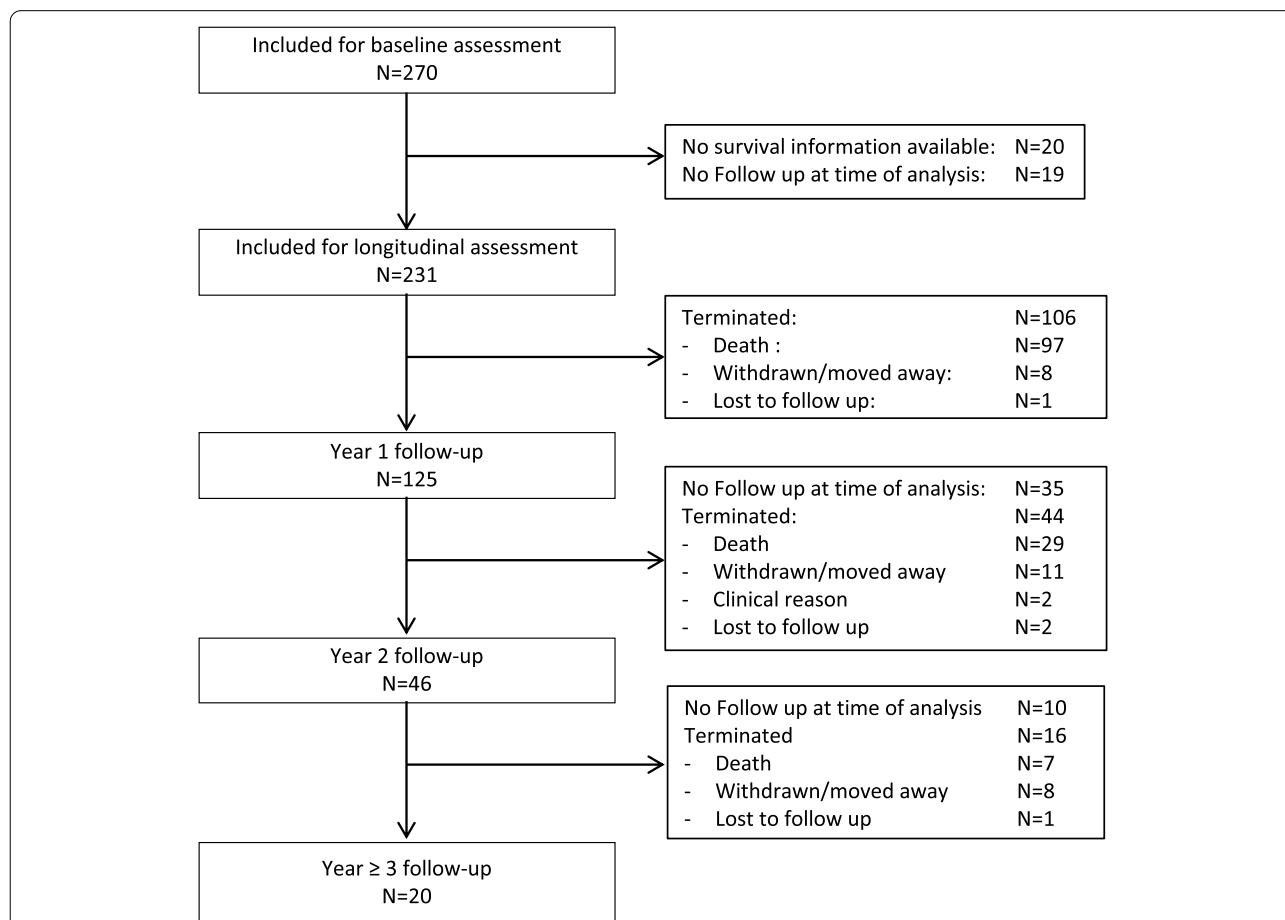 Included for baseline assessment
N=270
No survival information available: N=20
No Follow up at time of analysis: N=19
Included for longitudinal assessment
N=231
Terminated: N=106
- Death : N=97
- Withdrawn/moved away: N=8
- Lost to follow up: N=1
Year 1 follow-up
N=125
No Follow up at time of analysis: N=35
Terminated: N=44
- Death N=29
- Withdrawn/moved away N=11
- Clinical reason N=2
- Lost to follow up N=2
Year 2 follow-up
N=46
No Follow up at time of analysis N=10
Terminated N=16
- Death N=7
- Withdrawn/moved away N=8
- Lost to follow up N=1
Year ≥ 3 follow-up
N=20